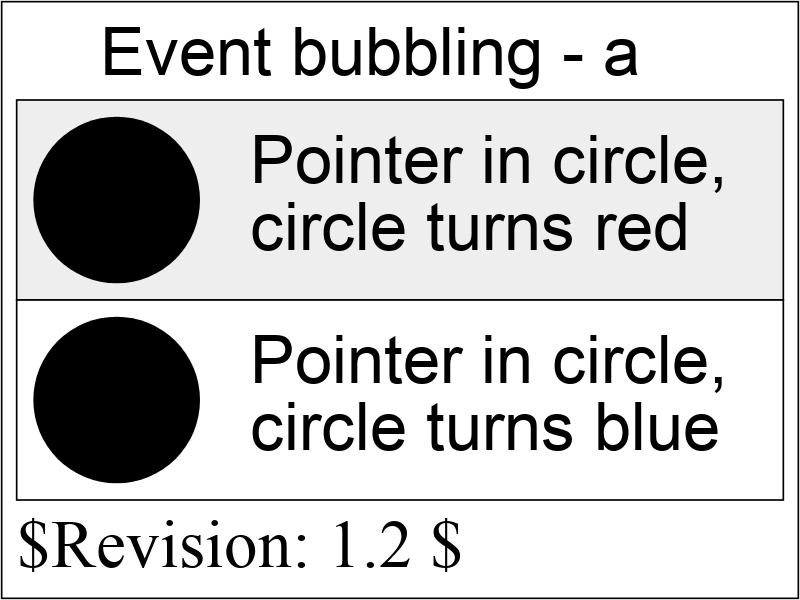 Event bubbling - a
Pointer in circle,
circle turns red
Pointer in circle,
circle turns blue
$Revision: 1.2 $